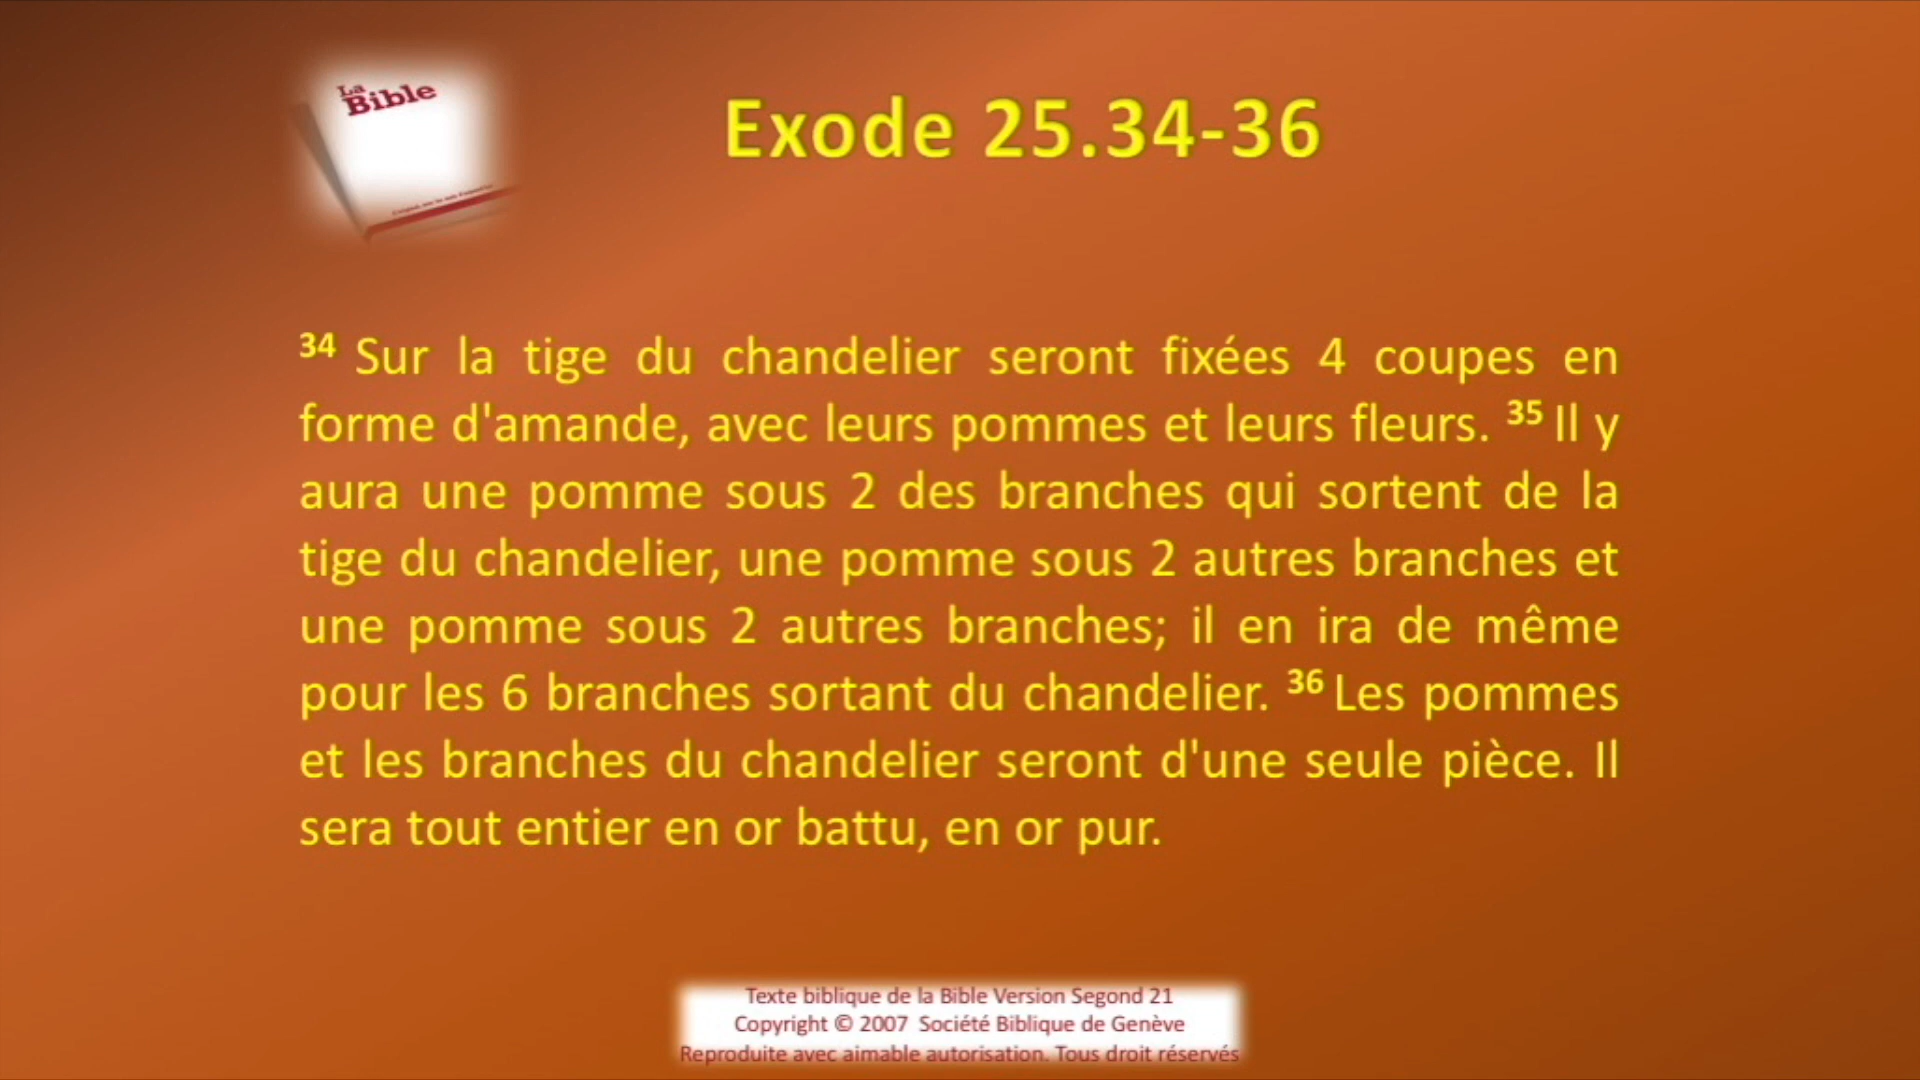 La
Bible
Exode 25.34-36
34 Sur la tige du chandelier seront fixées 4 coupes en
forme d'amande, avec leurs pommes et leurs fleurs. 35 Il y
aura une pomme sous 2 des branches qui sortent de la
tige du chandelier, une pomme sous 2 autres branches et
une pomme sous 2 autres branches; il en ira de même
pour les 6 branches sortant du chandelier. 36 Les pommes
et les branches du chandelier seront d'une seule pièce. Il
sera tout entier en or battu, en or pur.
Texte biblique de la Bible Version Segond 21
Copyright © 2007 Société Biblique de Genève
Reproduite avec aimable autorisation. Tous droit réservés